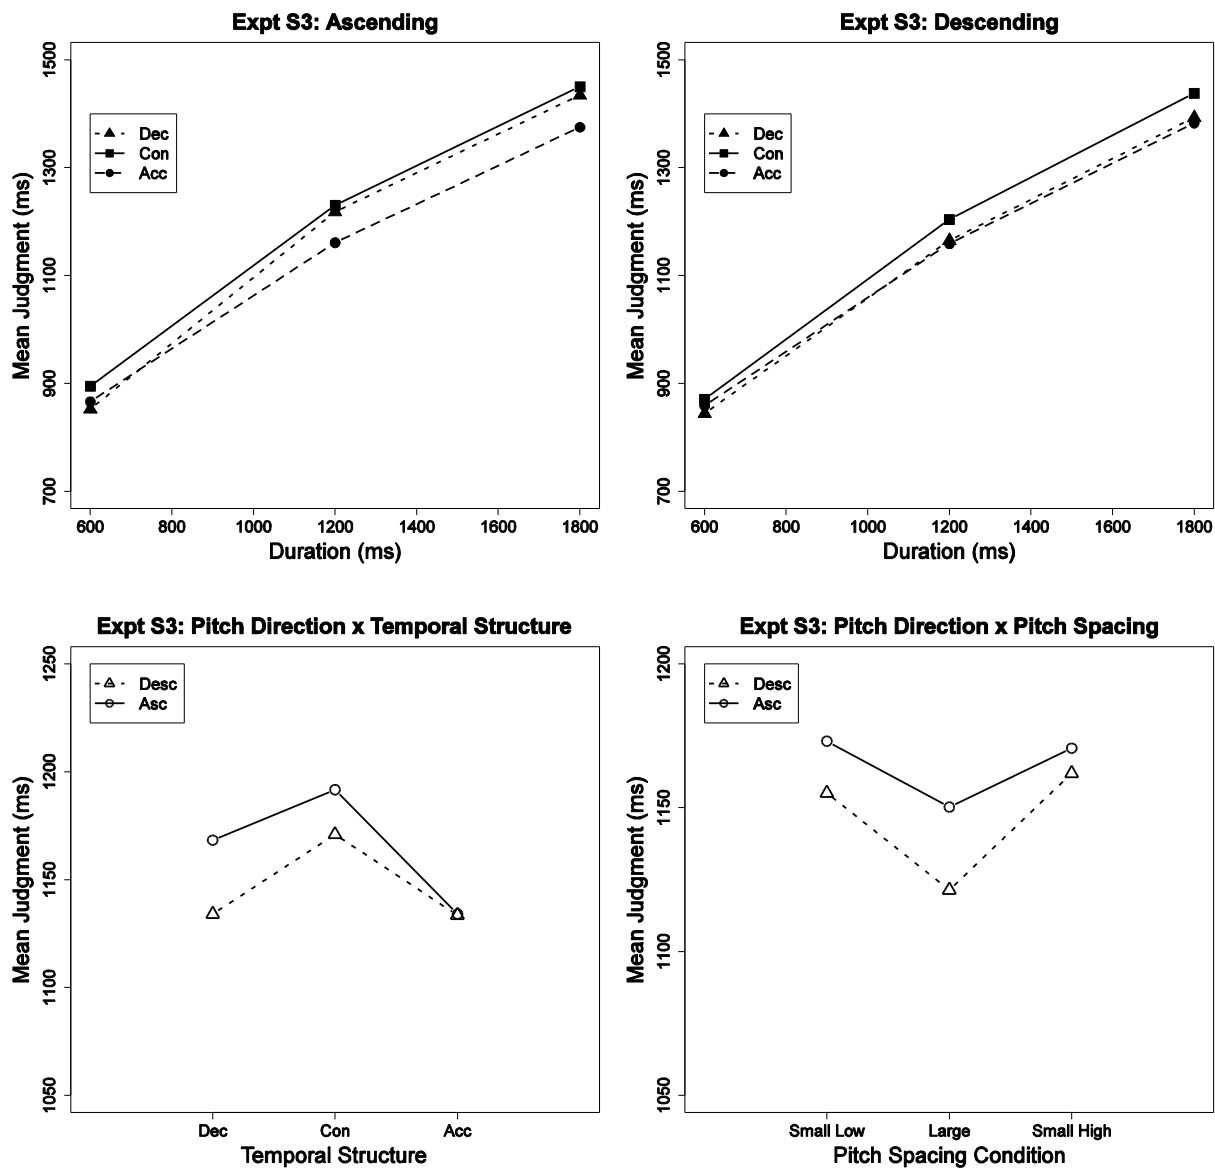 Expt S3: Ascending
Mean Judgment (ms)
1500
1300
1100
900
700
Dec
Con
Acc
600 800 1000 1200 1400 1600 1800
Duration (ms)
Expt S3: Descending
Mean Judgment (ms)
1500
1300
1100
900
700
Dec
Con
Acc
600 800 1000 1200 1400 1600 1800
Duration (ms)
Expt S3: Pitch Direction x Temporal Structure
Mean Judgment (ms)
1250
1200
1150
1100
1050
Desc
Asc
Dec Con Acc
Temporal Structure
Expt S3: Pitch Direction x Pitch Spacing
Mean Judgment (ms)
1200
1150
1100
1050
Desc
Asc
Small Low Large Small High
Pitch Spacing Condition